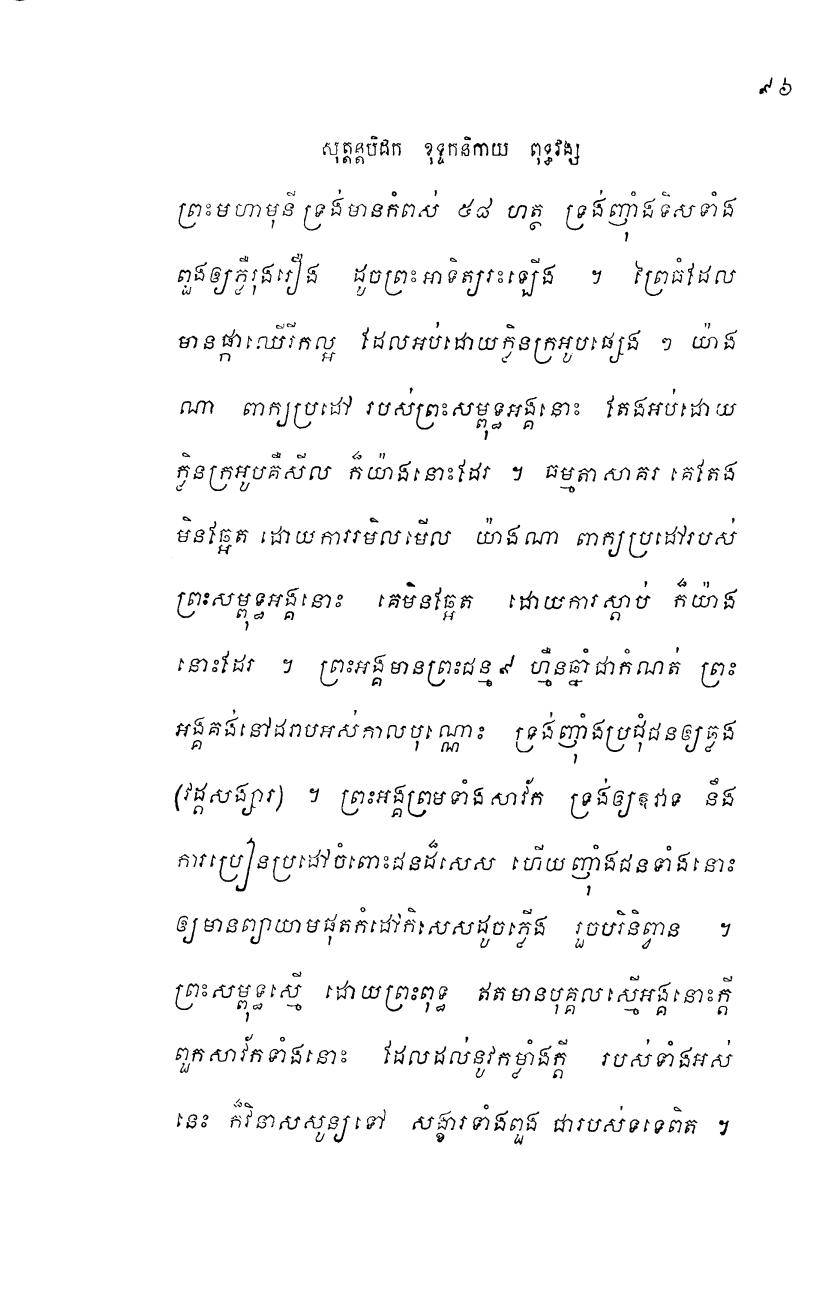 ៩៦
សុត្តន្តបិដក ខុទ្ទកនិកាយ ពុទ្ធវង្ស
ព្រះមហាមុនី ទ្រង់មានកំពស់ ៥៨ ហត្ថ ទ្រង់ញ៉ាំងទិសទាំង
ពួងឲ្យភ្លឺរុងរឿង ដូចព្រះអាទិត្យរះឡើង ។ ព្រៃធំដែល
មានផ្កាឈើរីកល្អ ដែលអប់ដោយក្លិនក្រអូបផ្សេង ៗ យ៉ាង
ណា ពាក្យប្រដៅ របស់ព្រះសម្ពុទ្ធអង្គនោះ តែងអប់ដោយ
ក្លិនក្រអូបគឺសីល ក៏យ៉ាងនោះដែរ ។ ធម្មតាសាគរ គេតែង
មិនឆ្អែត ដោយការរមិលមើល យ៉ាងណា ពាក្យប្រដៅរបស់
ព្រះសម្ពុទ្ធអង្គនោះ គេមិនឆ្អែត ដោយការស្តាប់ ក៏យ៉ាង
នោះដែរ ។ ព្រះអង្គមានព្រះជន្ម ៩ ហ្មឺនឆ្នាំជាកំណត់ ព្រះ
អង្គគង់នៅដរាបអស់កាលបុណ្ណោះ ទ្រង់ញ៉ាំងប្រជុំជនឲ្យឆ្លង
(វដ្តសង្សារ) ។ ព្រះអង្គព្រមទាំងសាវ័ក ទ្រង់ឲ្យឱវាទ នឹង
ការប្រៀនប្រដៅចំពោះជនដ៏សេស ហើយញ៉ាំងជនទាំងនោះ
ឲ្យមានព្យាយាមផុតកំដៅកិលេសដូចភ្លើង រួចបរិនិព្វាន ។
ព្រះសម្ពុទ្ធស្មើ ដោយព្រះពុទ្ធ ឥតមានបុគ្គលស្មើអង្គនោះក្តី
ពួកសាវ័កទាំងនោះ ដែលដល់នូវកម្លាំងក្តី របស់ទាំងអស់
នេះ ក៏វិនាសសូន្យទៅ សង្ខារទាំងពួង ជារបស់ទទេពិត ។